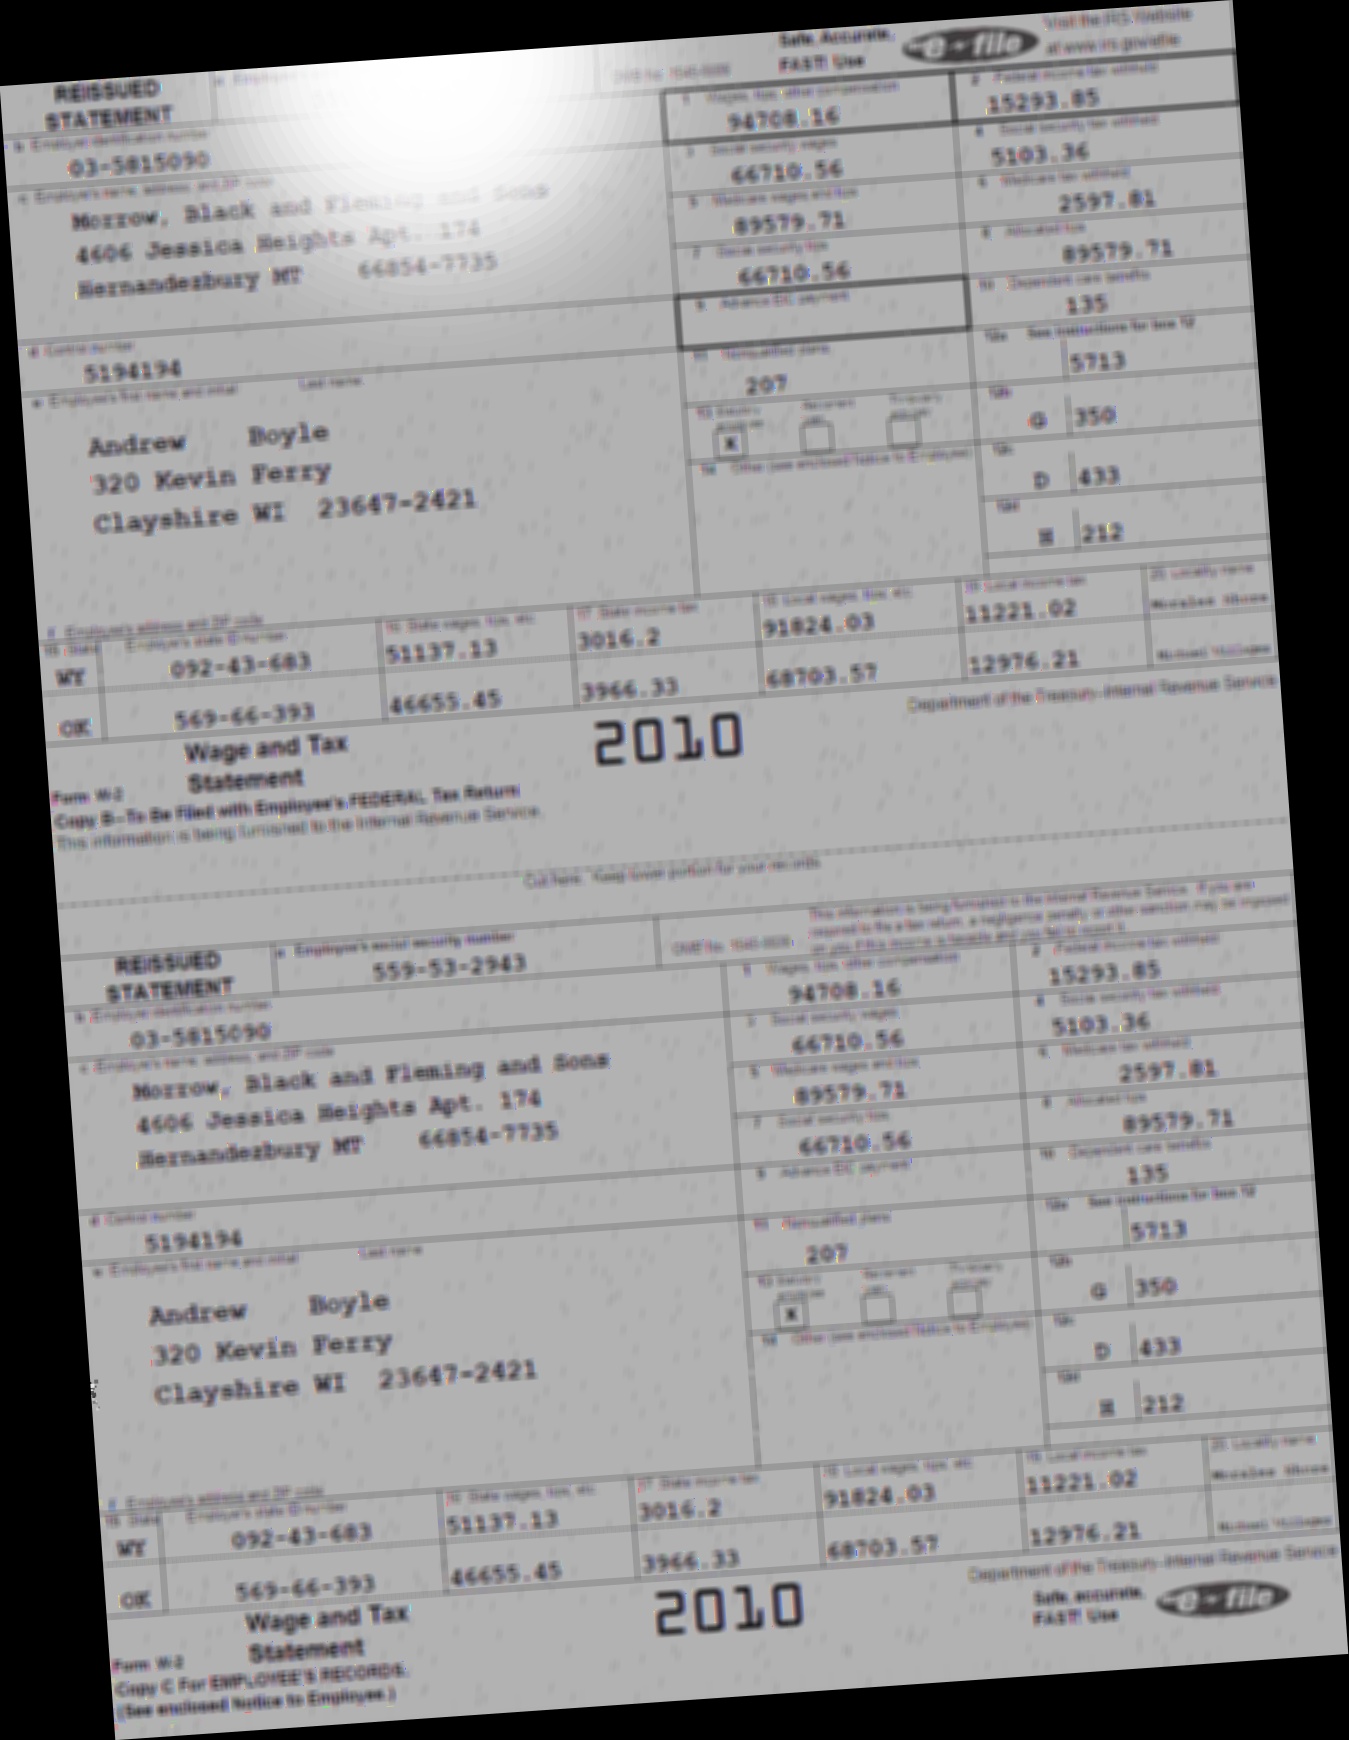 Safe, Accurate, FAST! Use e-file
Visit the IRS Website at www.irs.gov/efile
REISSUED STATEMENT
OMB No.
1 Wages, tips, other compensation
94708.16
2 Federal income tax withheld
15293.85
b Employer identification number
03-5815090
3 Social security wages
66710.56
4 Social security tax withheld
5103.36
c Employer's name, address, and ZIP code
Morrow, Black and Fleming and Sons
4606 Jessica Heights Apt. 174
Hernandezbury MT 66854-7735
5 Medicare wages and tips
89579.71
6 Medicare tax withheld
2597.81
7 Social security tips
66710.56
8 Allocated tips
89579.71
9 Advance EIC payment
10 Dependent care benefits
135
d Control number
5194194
11 Nonqualified plans
207
12a See instructions for box 12
5713
e Employee's first name and initial Last name
Andrew Boyle
320 Kevin Ferry
Clayshire WI 23647-2421
13 Statutory employee Retirement plan Third-party sick pay
X
12b
G 350
14 Other (see enclosed Notice to Employee)
12c
D 433
12d
212
f Employee's address and ZIP code
15 State Employer's state ID number 16 State wages, tips, etc. 17 State income tax 18 Local wages, tips, etc. 19 Local income tax 20 Locality name
WY 092-43-683 51137.13 3016.2 91824.03 11221.02
OK 569-66-393 46655.45 3966.33 68703.57 12976.21
Wage and Tax Statement
2010
Department of the Treasury-Internal Revenue Service
Form W-2
Copy B-To Be Filed with Employee's FEDERAL Tax Return.
This information is being furnished to the Internal Revenue Service.
Cut here. Keep lower portion for your records.
REISSUED STATEMENT
a Employee's social security number
559-53-2943
OMB No.
This information is being furnished to the Internal Revenue Service. If you are
required to file a tax return, a negligence penalty or other sanction may be imposed
on you if this income is taxable and you fail to report it.
1 Wages, tips, other compensation
94708.16
2 Federal income tax withheld
15293.85
b Employer identification number
03-5815090
3 Social security wages
66710.56
4 Social security tax withheld
5103.36
c Employer's name, address, and ZIP code
Morrow, Black and Fleming and Sons
4606 Jessica Heights Apt. 174
Hernandezbury MT 66854-7735
5 Medicare wages and tips
89579.71
6 Medicare tax withheld
2597.81
7 Social security tips
66710.56
8 Allocated tips
89579.71
9 Advance EIC payment
10 Dependent care benefits
135
d Control number
5194194
11 Nonqualified plans
207
12a See instructions for box 12
5713
e Employee's first name and initial Last name
Andrew Boyle
320 Kevin Ferry
Clayshire WI 23647-2421
13 Statutory employee Retirement plan Third-party sick pay
X
12b
G 350
14 Other (see enclosed Notice to Employee)
12c
D 433
12d
212
f Employee's address and ZIP code
15 State Employer's state ID number 16 State wages, tips, etc. 17 State income tax 18 Local wages, tips, etc. 19 Local income tax 20 Locality name
WY 092-43-683 51137.13 3016.2 91824.03 11221.02
OK 569-66-393 46655.45 3966.33 68703.57 12976.21
Wage and Tax Statement
2010
Department of the Treasury-Internal Revenue Service
Safe, accurate, FAST! Use e-file
Form W-2
Copy C For EMPLOYEE'S RECORDS.
(See enclosed Notice to Employee.)